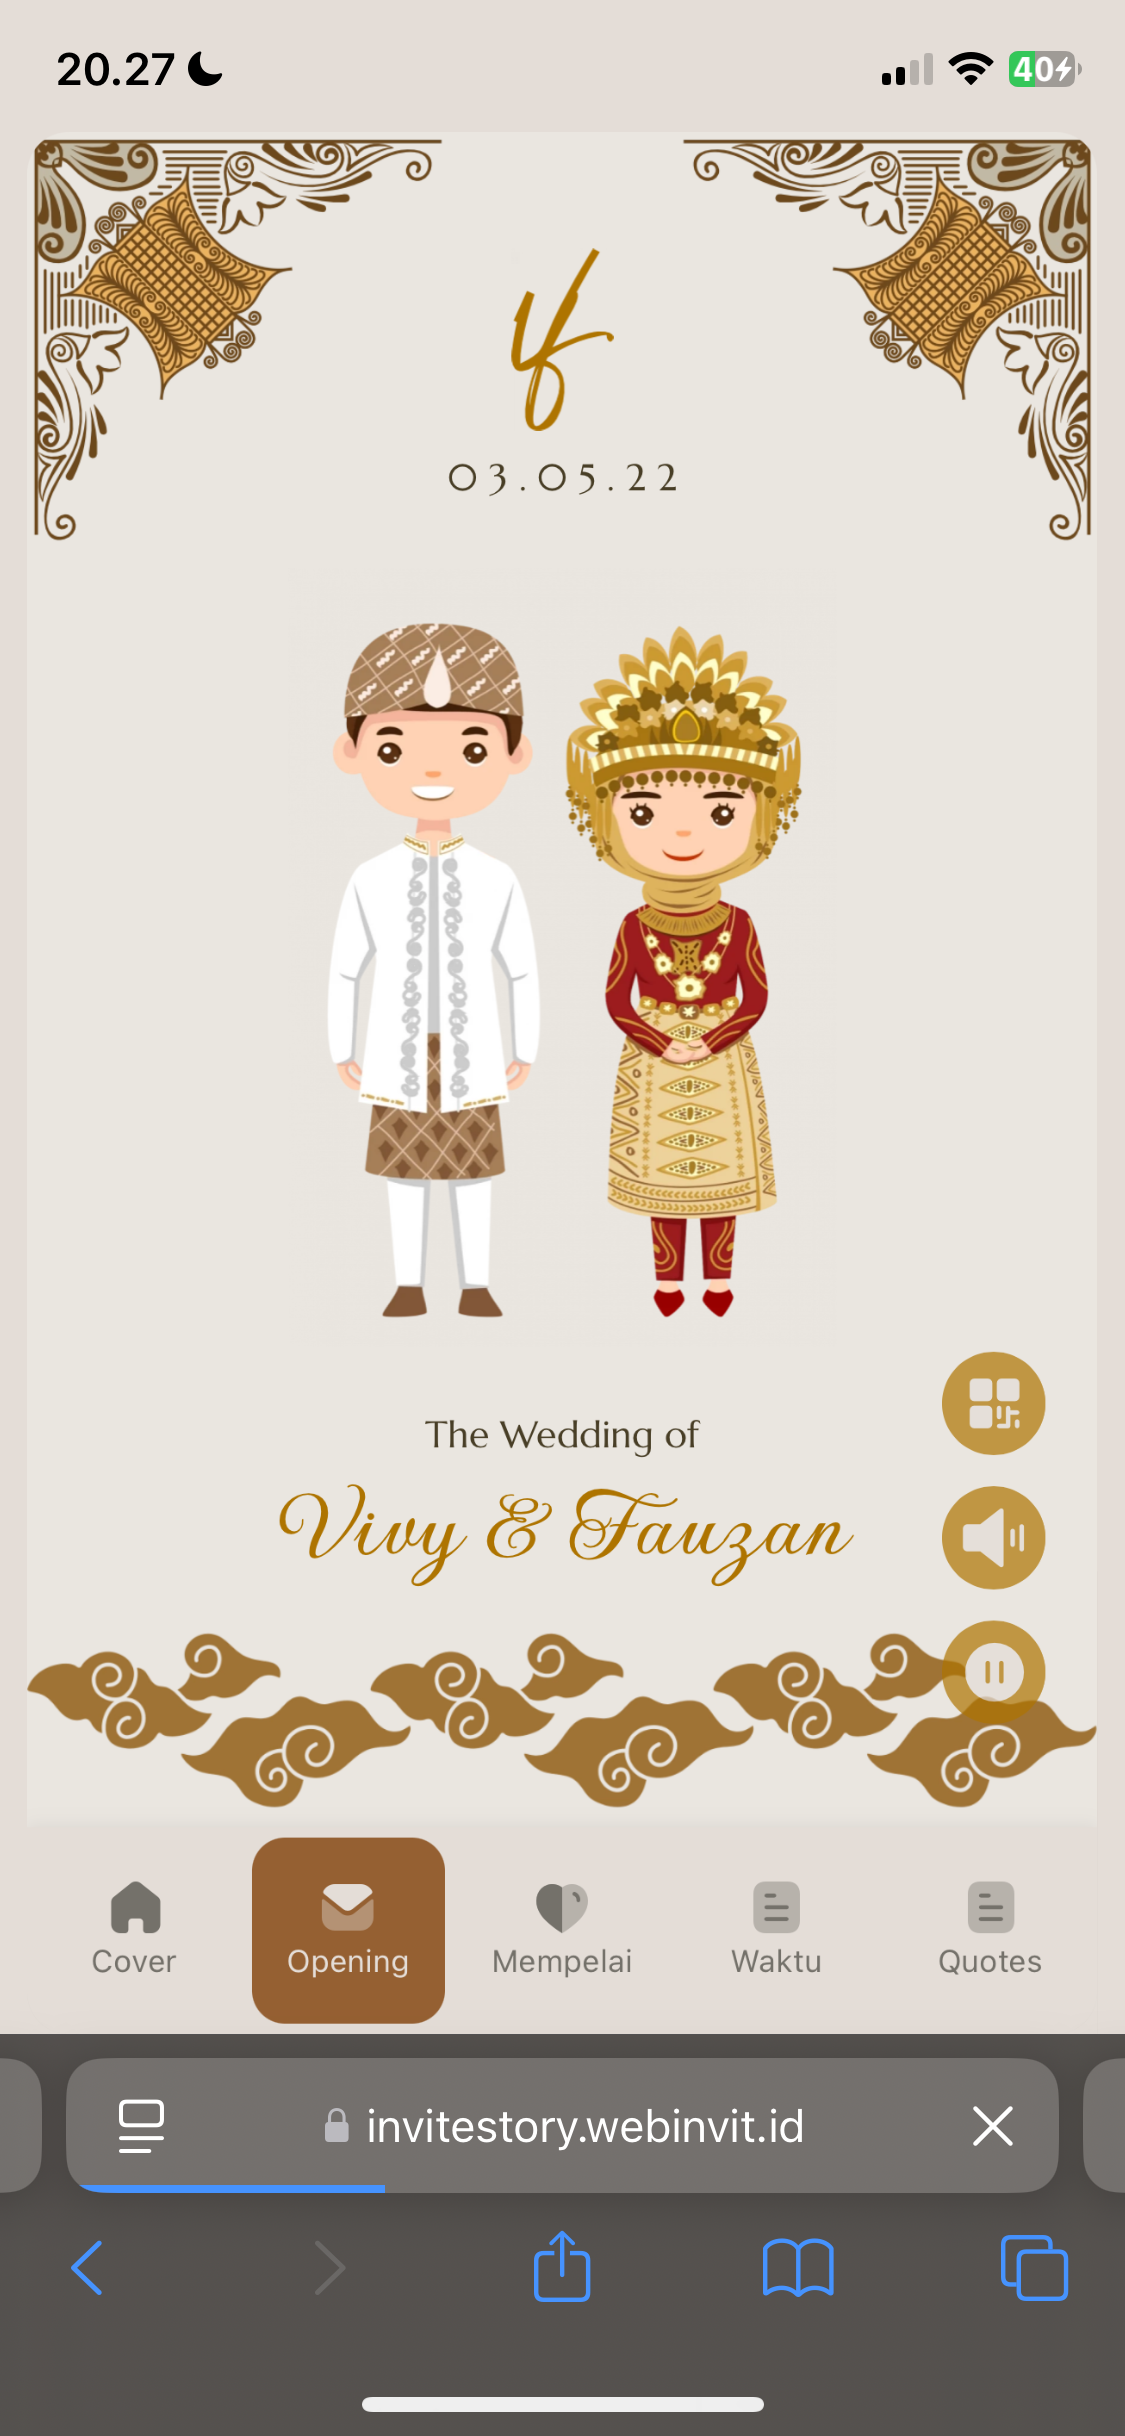 20.27
40
vf
03.05.22
The Wedding of
Vivy & Fauzan
Cover
Opening
Mempelai
Waktu
Quotes
invitestory.webinvit.id